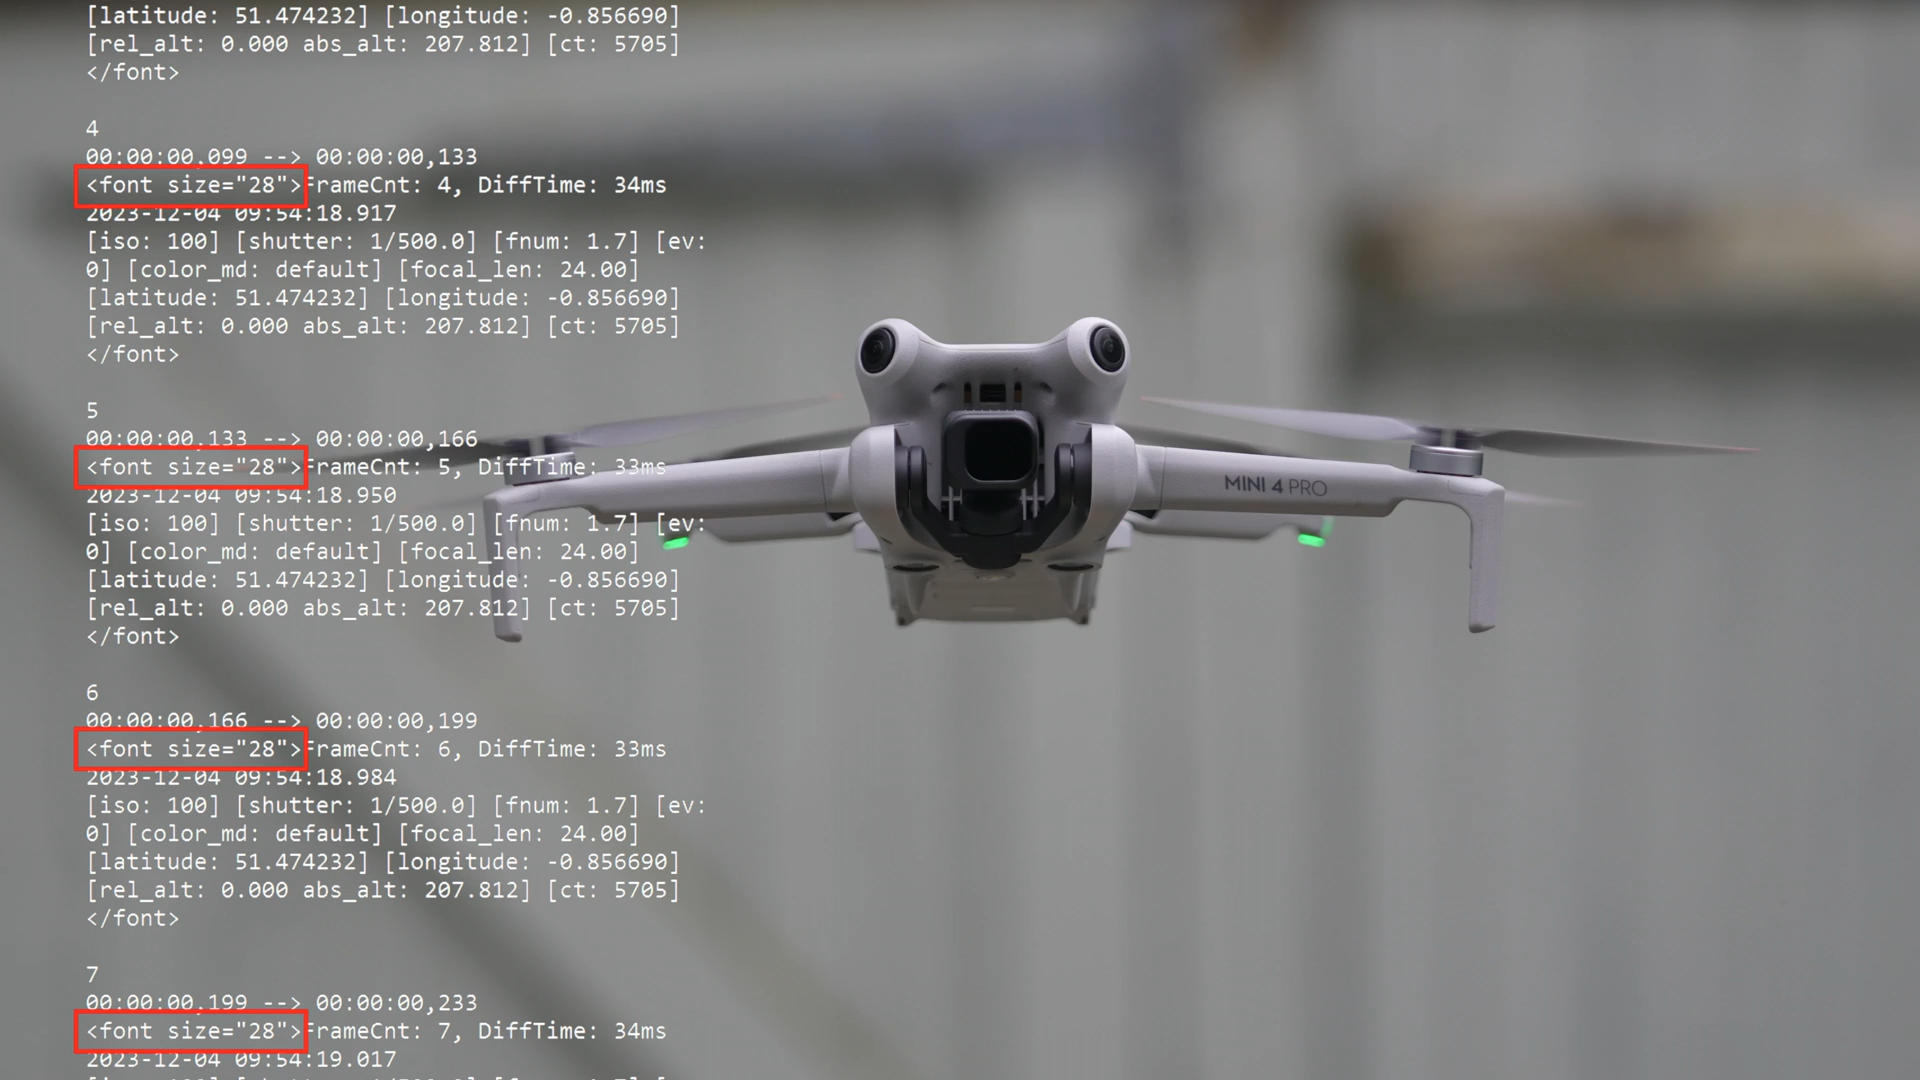 [latitude: 51.474232] [longitude: -0.856690]
[rel_alt: 0.000 abs_alt: 207.812] [ct: 5705]
</font>
4
00:00:00,099 --> 00:00:00,133
<font size="28">FrameCnt: 4, DiffTime: 34ms
2023-12-04 09:54:18.917
[iso: 100] [shutter: 1/500.0] [fnum: 1.7] [ev:
0] [color_md: default] [focal_len: 24.00]
[latitude: 51.474232] [longitude: -0.856690]
[rel_alt: 0.000 abs_alt: 207.812] [ct: 5705]
</font>
5
00:00:00,133 --> 00:00:00,166
<font size="28">FrameCnt: 5, DiffTime: 33ms
2023-12-04 09:54:18.950
[iso: 100] [shutter: 1/500.0] [fnum: 1.7] [ev:
0] [color_md: default] [focal_len: 24.00]
[latitude: 51.474232] [longitude: -0.856690]
[rel_alt: 0.000 abs_alt: 207.812] [ct: 5705]
</font>
6
00:00:00,166 --> 00:00:00,199
<font size="28">FrameCnt: 6, DiffTime: 33ms
2023-12-04 09:54:18.984
[iso: 100] [shutter: 1/500.0] [fnum: 1.7] [ev:
0] [color_md: default] [focal_len: 24.00]
[latitude: 51.474232] [longitude: -0.856690]
[rel_alt: 0.000 abs_alt: 207.812] [ct: 5705]
</font>
7
00:00:00,199 --> 00:00:00,233
<font size="28">FrameCnt: 7, DiffTime: 34ms
2023-12-04 09:54:19.017
MINI 4 PRO